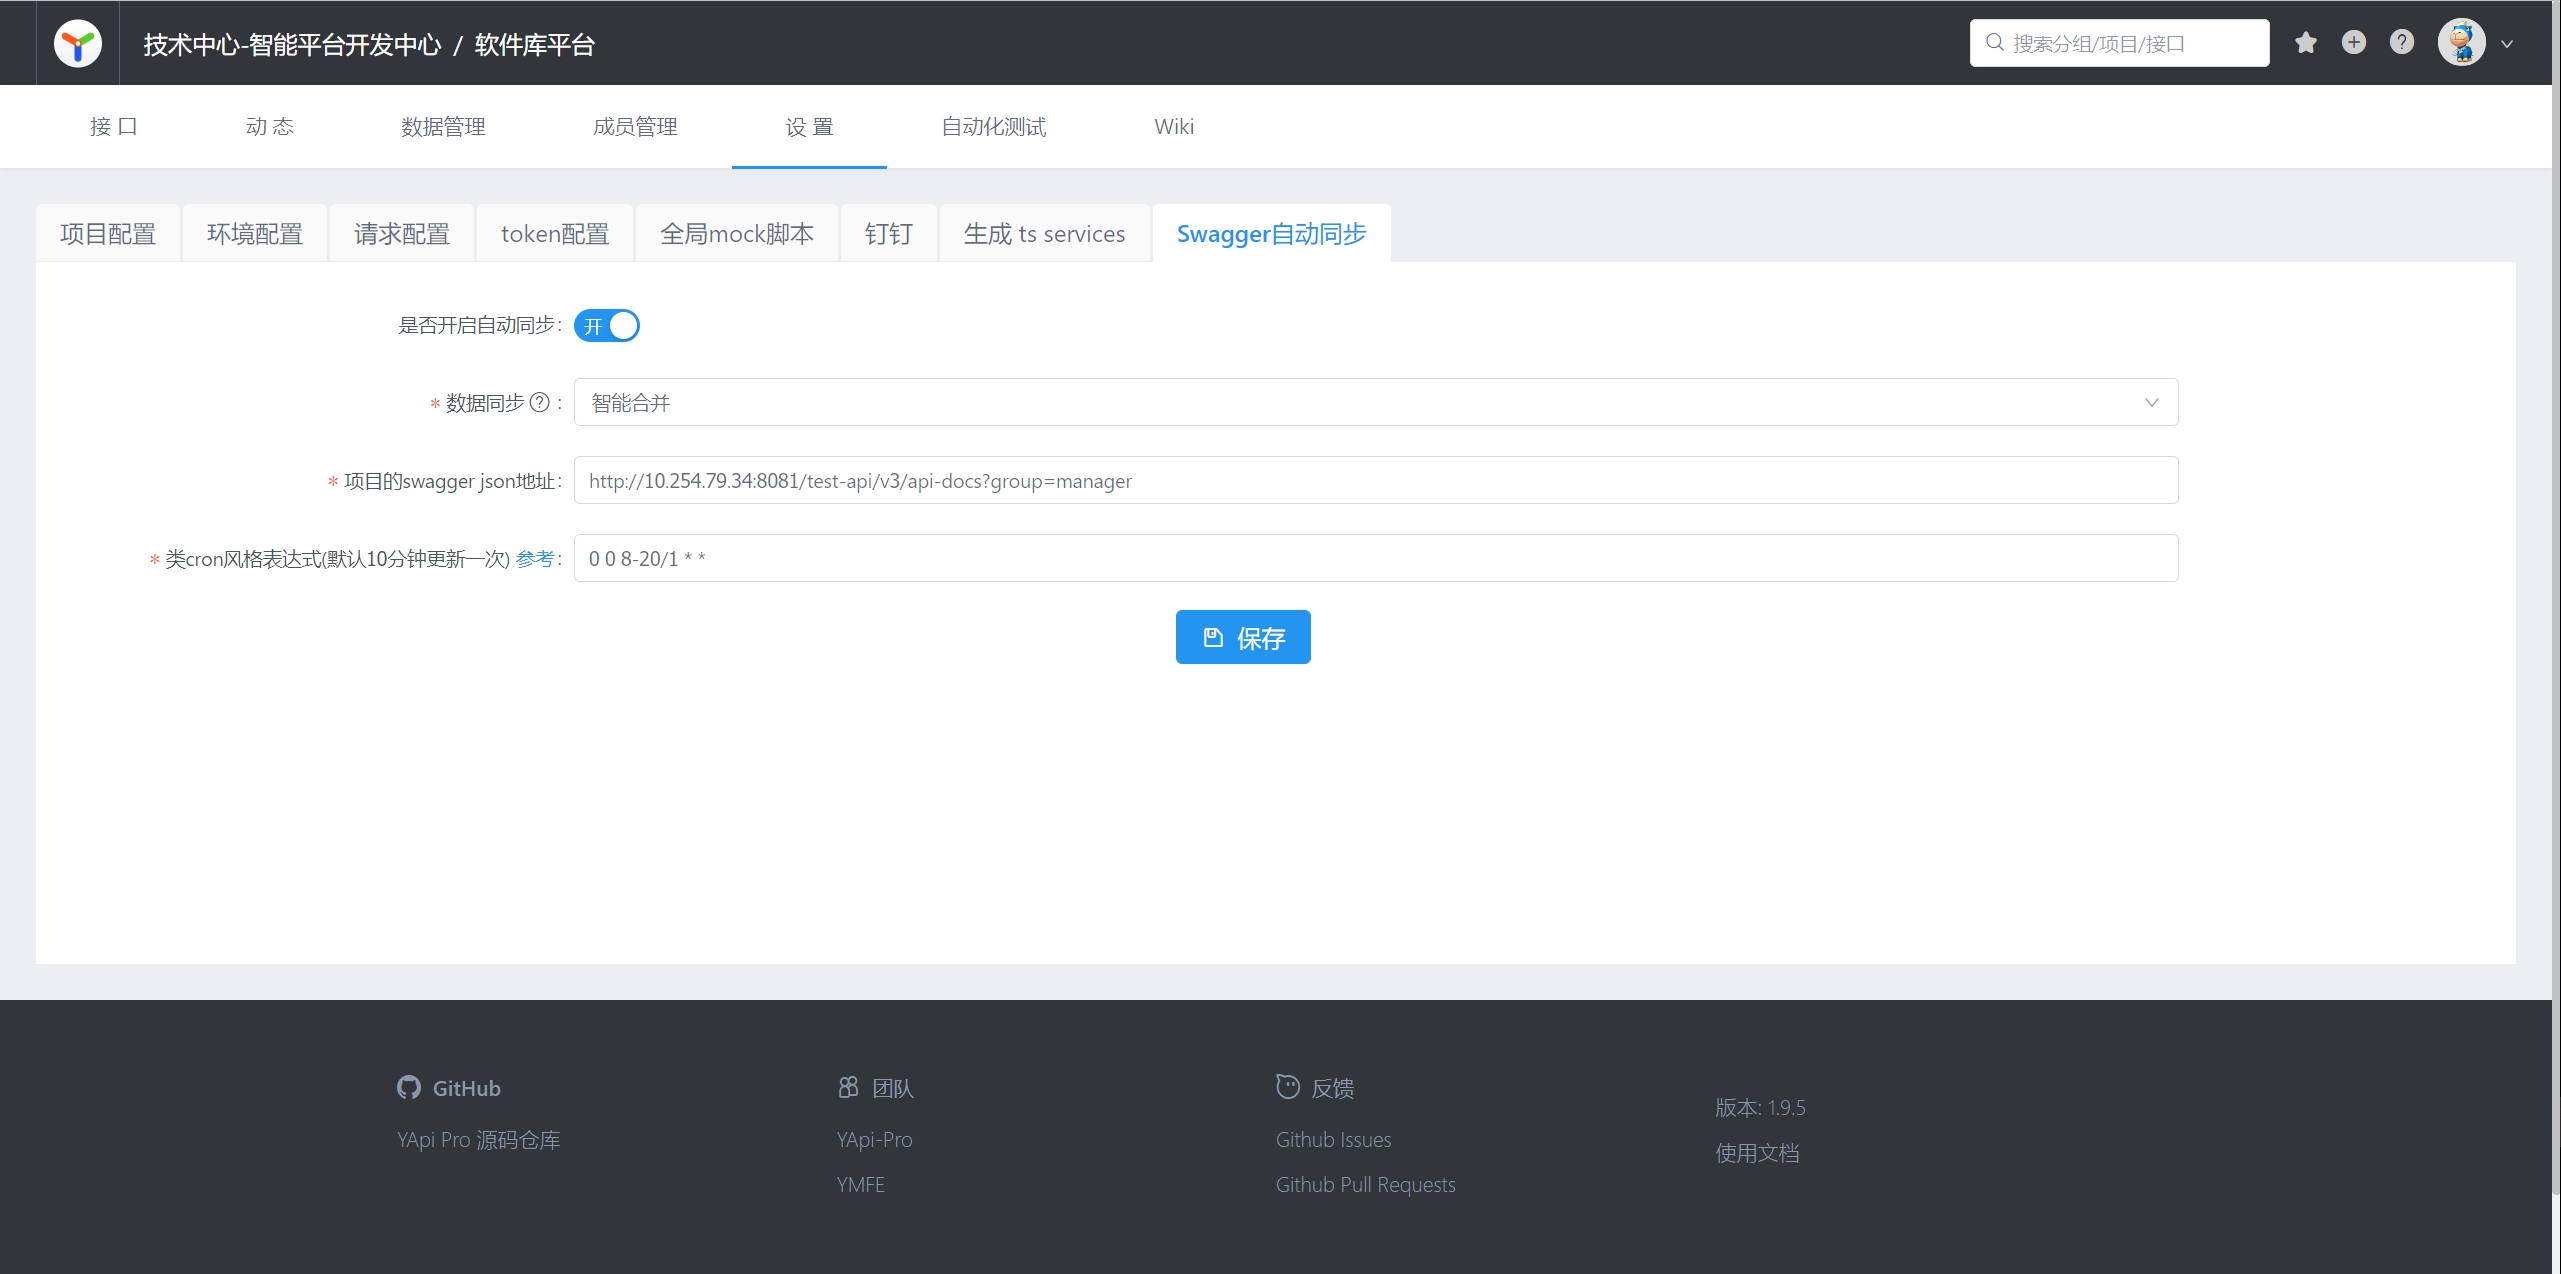 技术中心-智能平台开发中心 / 软件库平台
搜索分组/项目/接口
接 口 动 态 数据管理 成员管理 设 置 自动化测试 Wiki
项目配置 环境配置 请求配置 token配置 全局mock脚本 钉钉 生成 ts services Swagger自动同步
是否开启自动同步: 开
* 数据同步 : 智能合并
* 项目的swagger json地址: http://10.254.79.34:8081/test-api/v3/api-docs?group=manager
* 类cron风格表达式(默认10分钟更新一次) 参考: 0 0 8-20/1 * *
保存
GitHub
YApi Pro 源码仓库
团队
YApi-Pro
YMFE
反馈
Github Issues
Github Pull Requests
版本: 1.9.5
使用文档